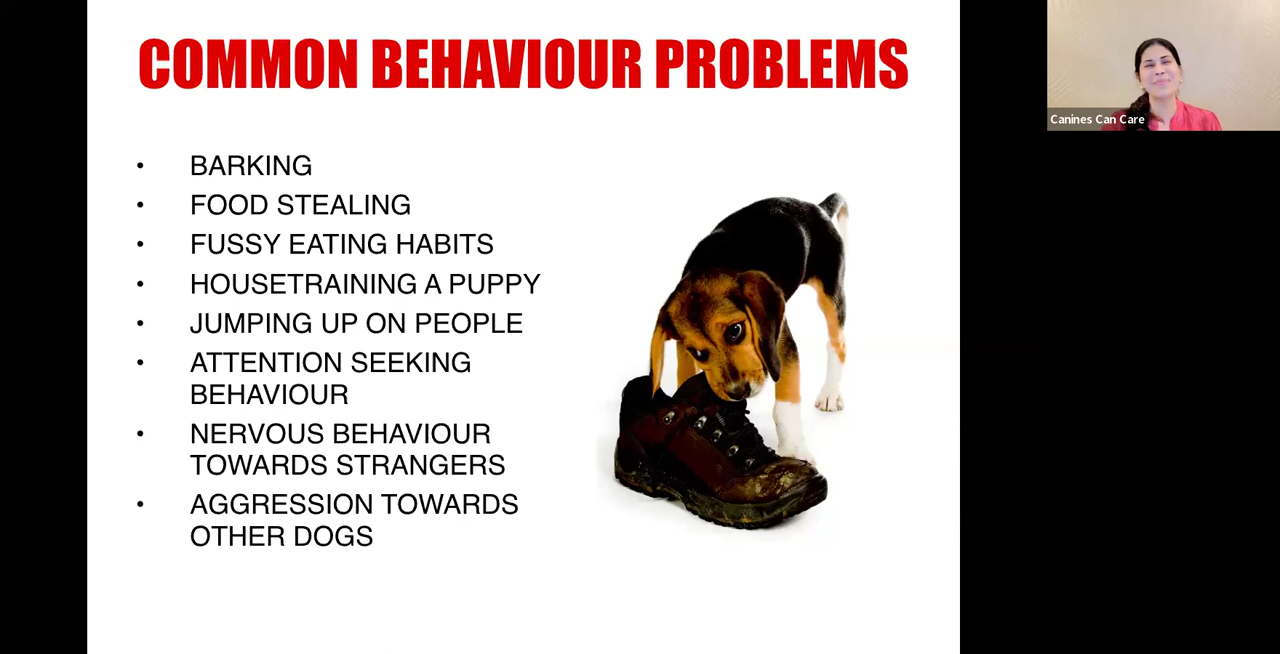 COMMON BEHAVIOUR PROBLEMS
Canines Can Care
• BARKING
• FOOD STEALING
• FUSSY EATING HABITS
• HOUSETRAINING A PUPPY
• JUMPING UP ON PEOPLE
• ATTENTION SEEKING
BEHAVIOUR
• NERVOUS BEHAVIOUR
TOWARDS STRANGERS
• AGGRESSION TOWARDS
OTHER DOGS